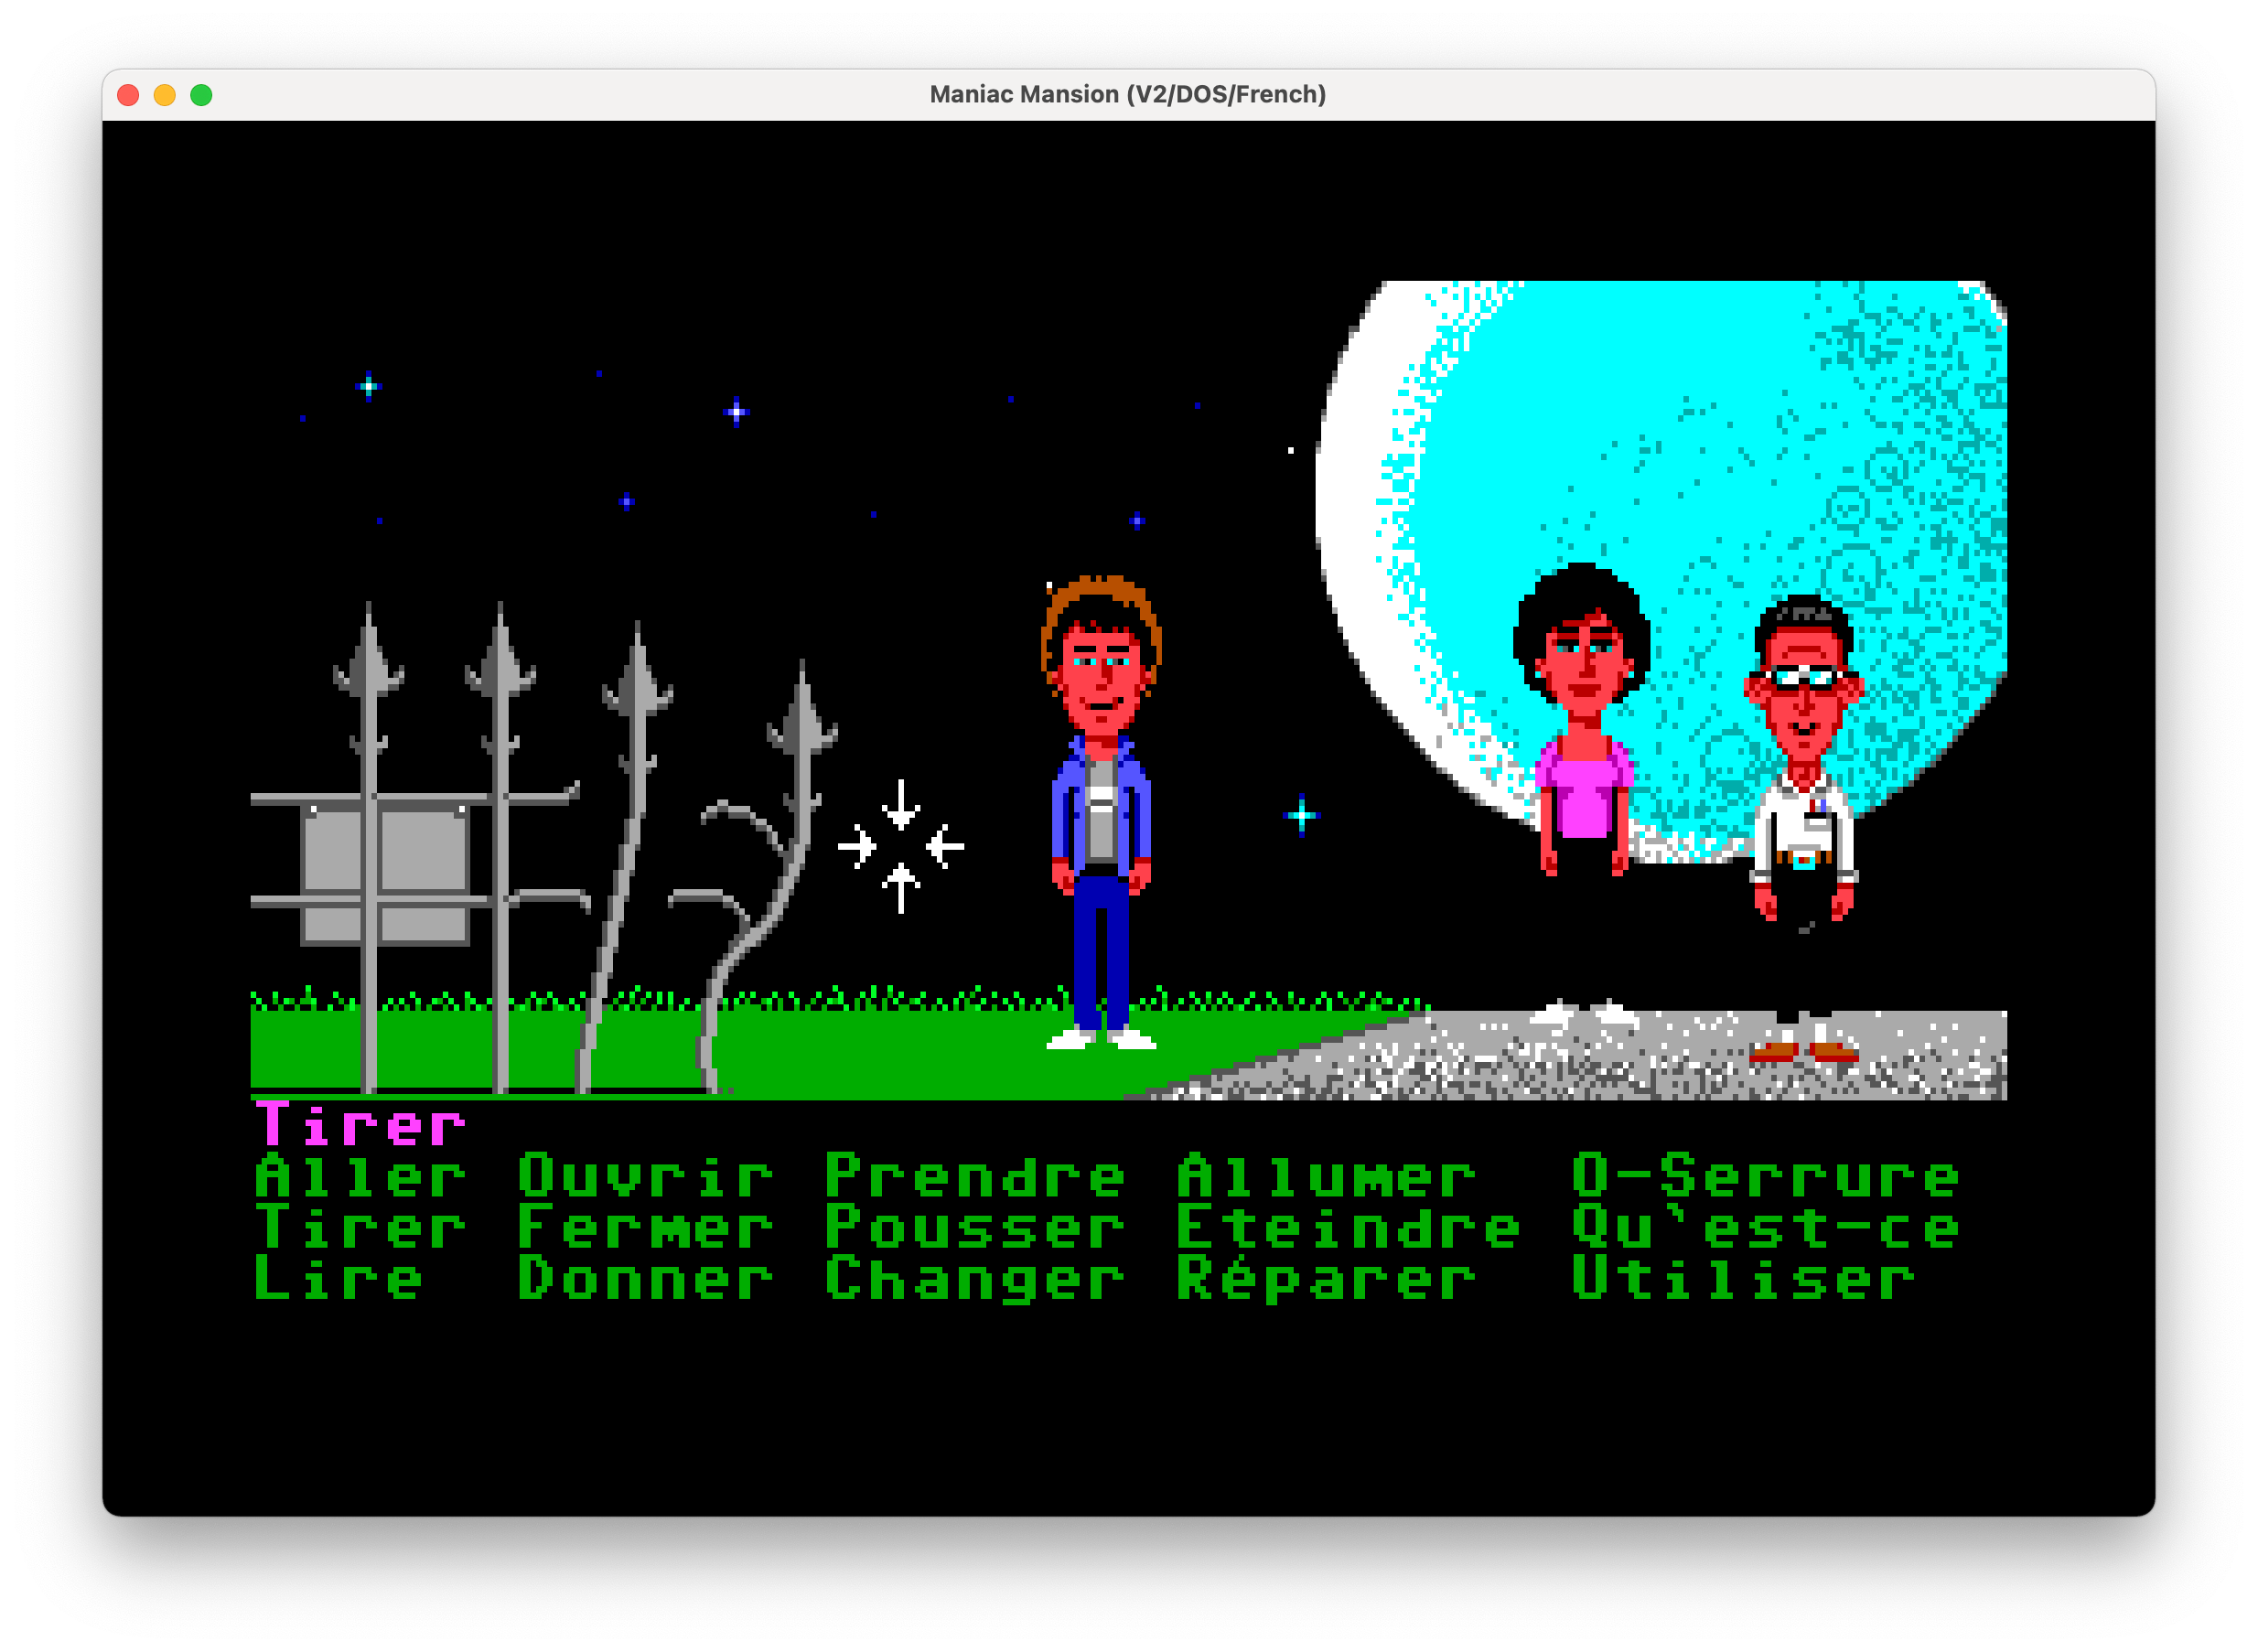 Maniac Mansion (V2/DOS/French)
Tirer
Aller Ouvrir Prendre Allumer O-Serrure
Tirer Fermer Pousser Eteindre Qu`est-ce
Lire Donner Changer Réparer Utiliser